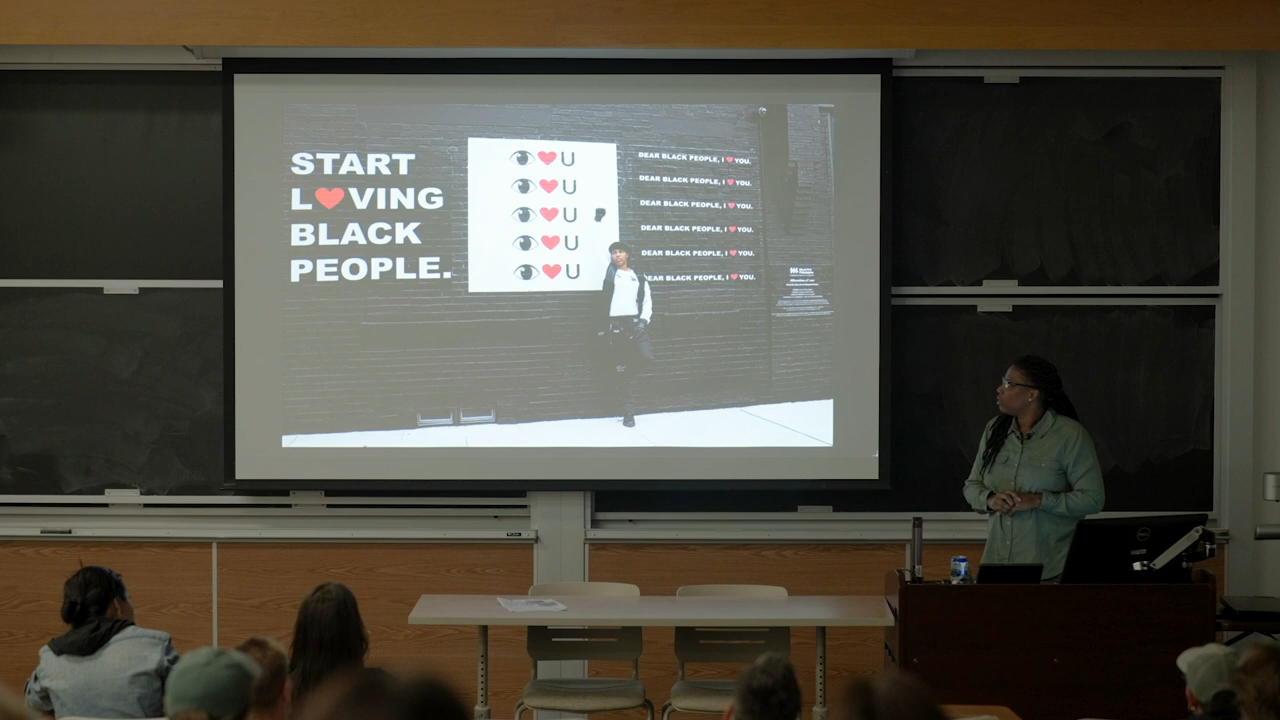 START
L❤VING
BLACK
PEOPLE.
👁❤U
👁❤U
👁❤U
👁❤U
👁❤U
DEAR BLACK PEOPLE, I ❤ YOU.
DEAR BLACK PEOPLE, I ❤ YOU.
DEAR BLACK PEOPLE, I ❤ YOU.
DEAR BLACK PEOPLE, I ❤ YOU.
DEAR BLACK PEOPLE, I ❤ YOU.
DEAR BLACK PEOPLE, I ❤ YOU.
DELL